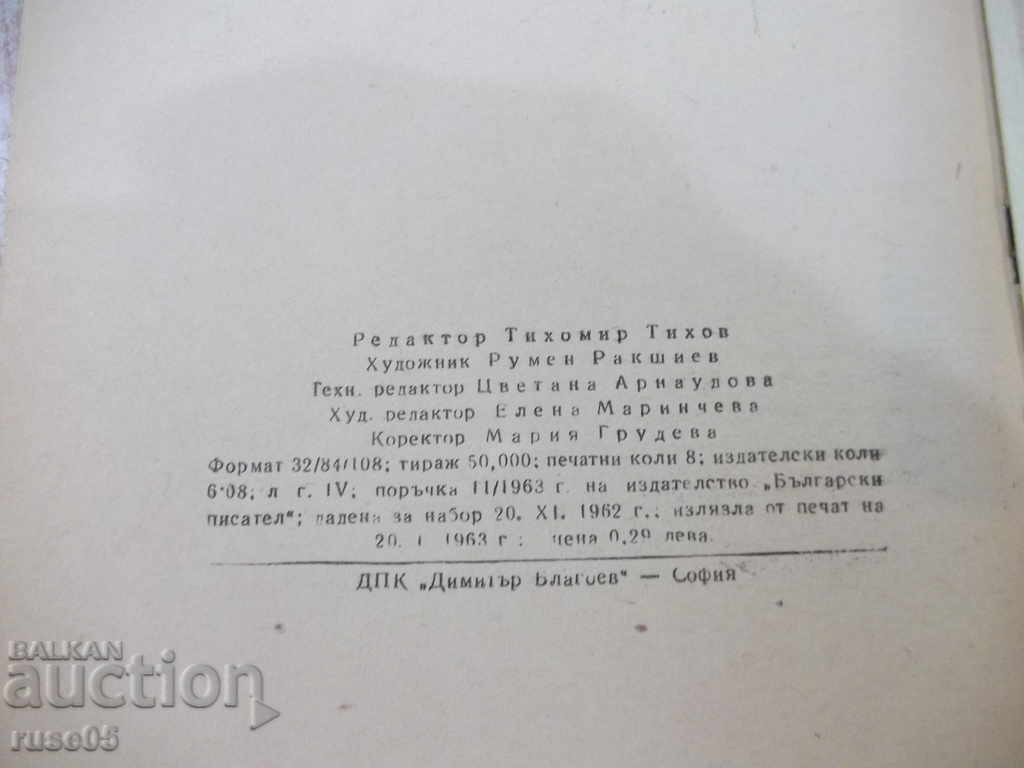 Редактор Тихомир Тихов
Художник Румен Ракшиев
Техн. редактор Цветана Арнаудова
Худ. редактор Елена Маринчева
Коректор Мария Грудева
Формат 32/84/108; тираж 50,000; печатни коли 8; издателски коли
6·08; л г. IV; поръчка 11/1963 г. на издателство „Български
писател“; дадена за набор 20. XI. 1962 г.; излязла от печат на
20. I. 1963 г; цена 0,29 лева.
ДПК „Димитър Благоев“ — София
BALKAN
auction
ruse05